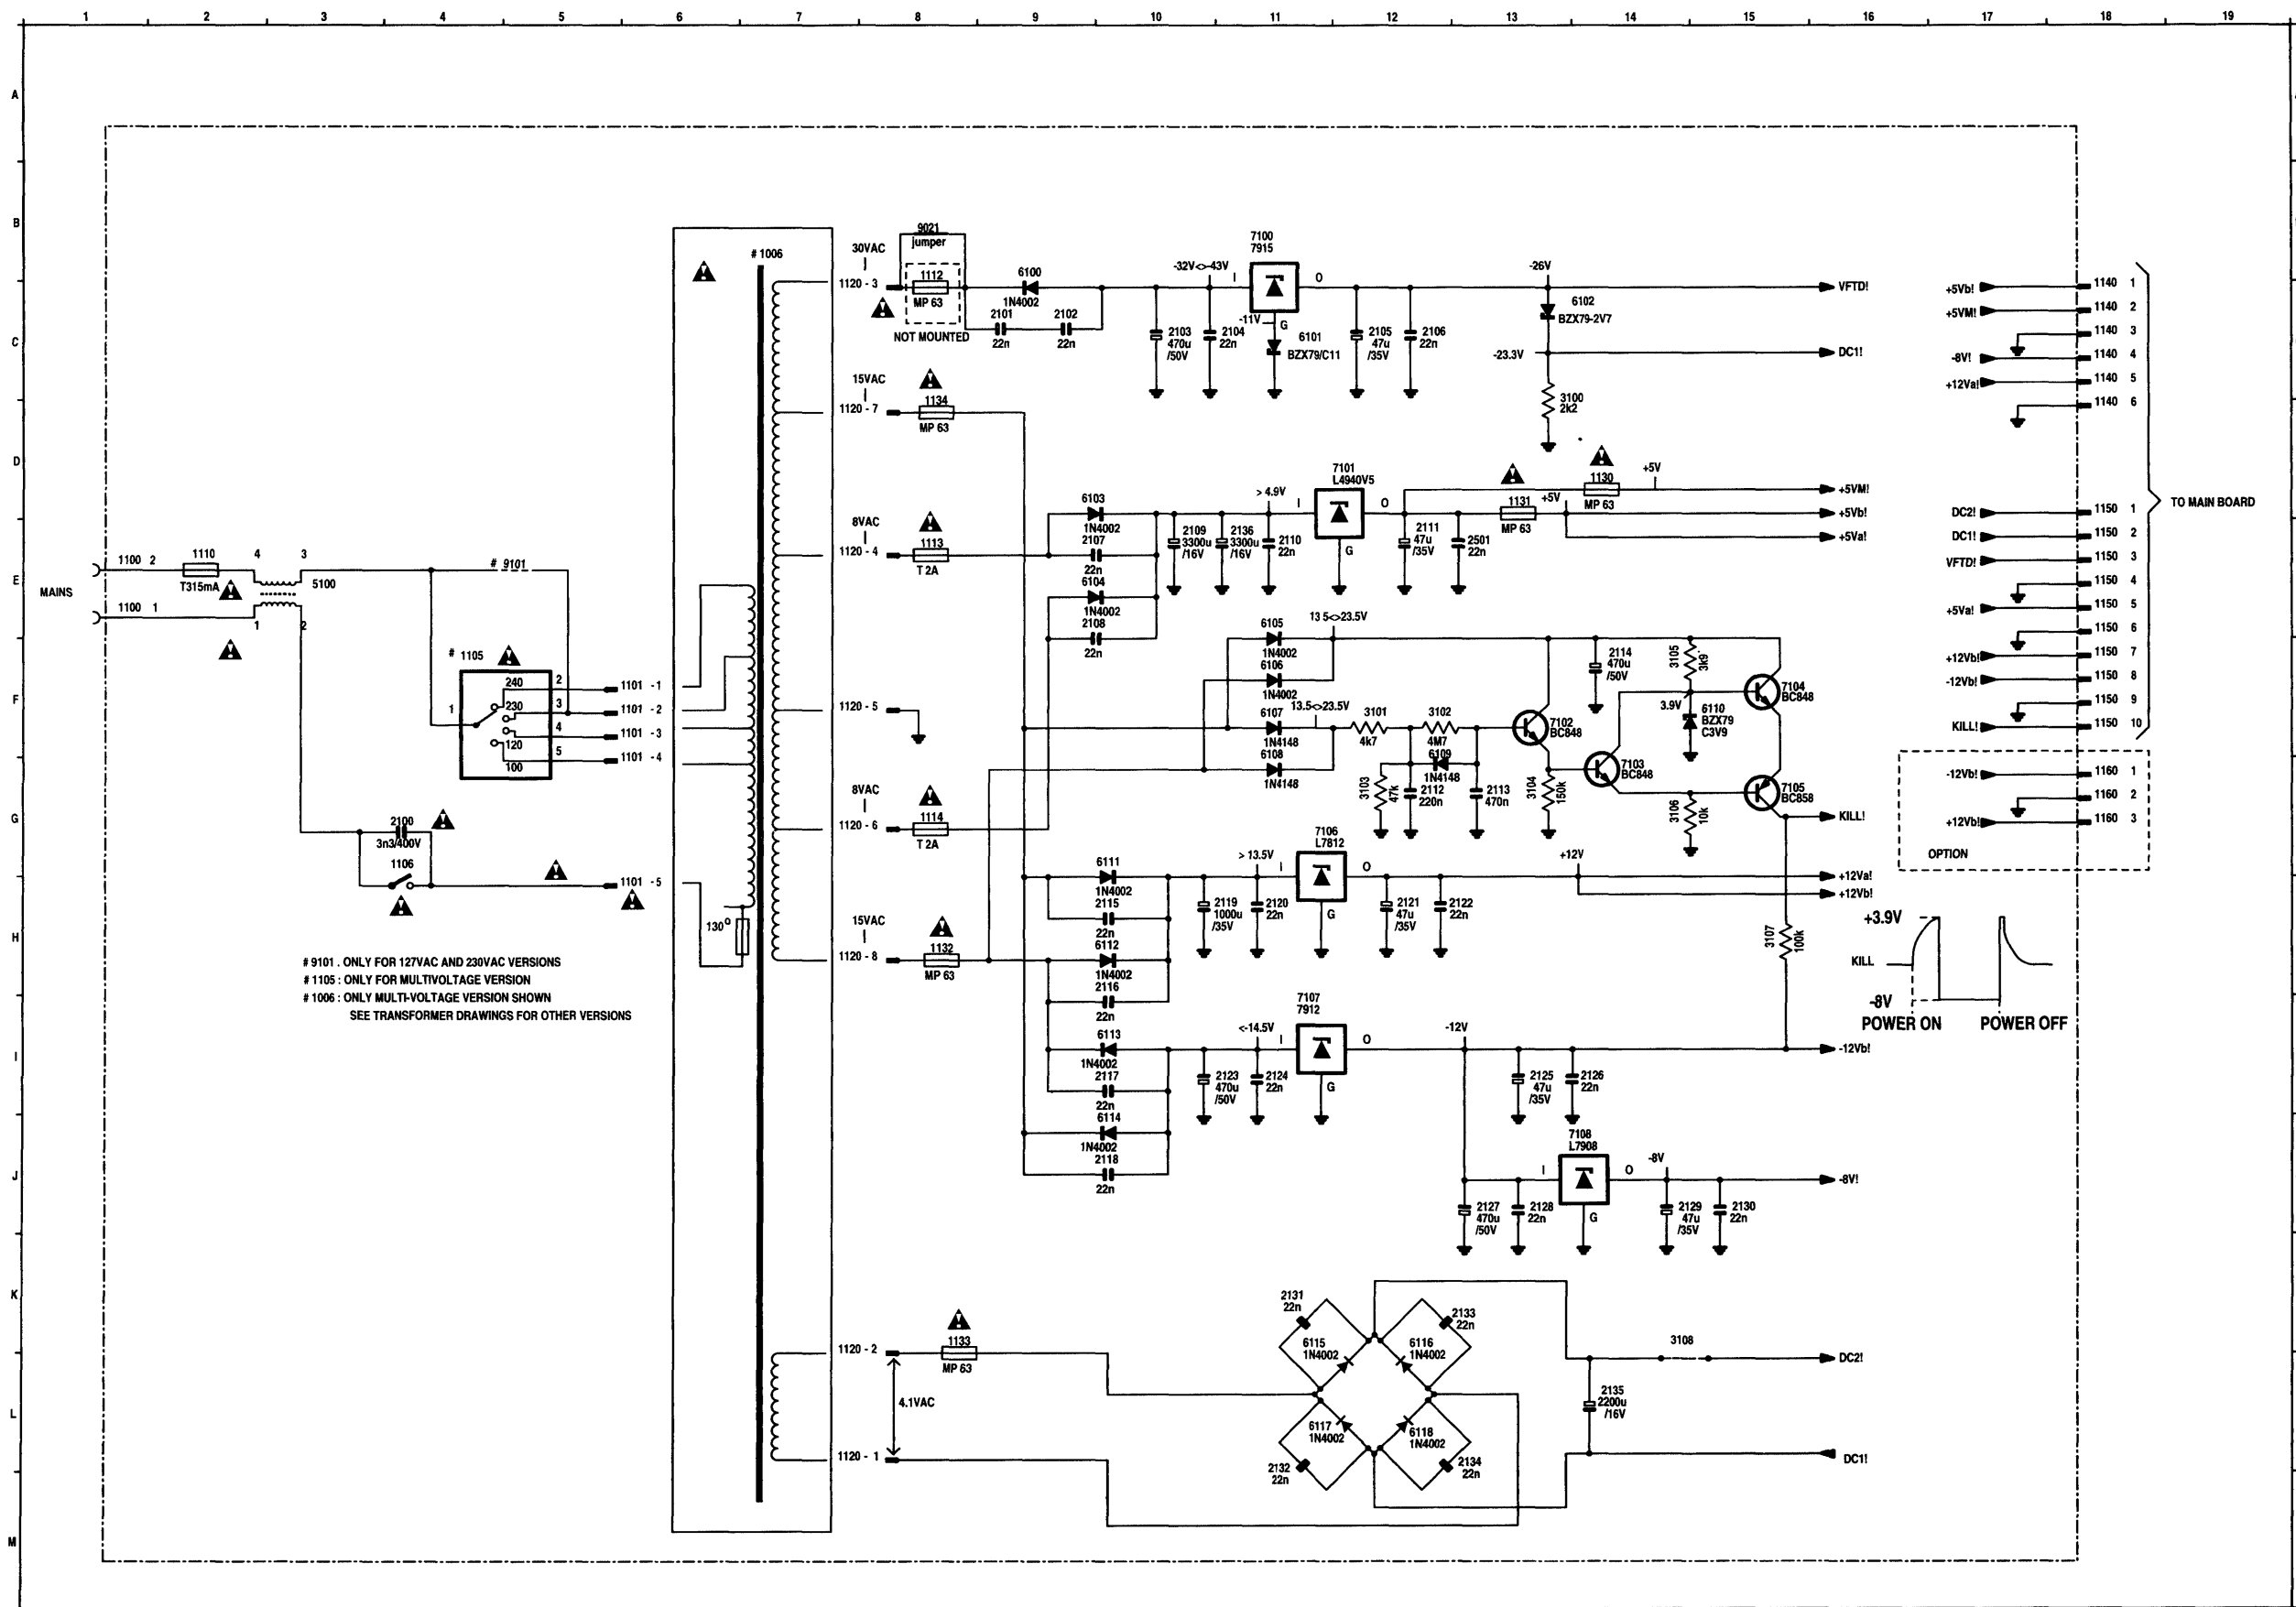 1 2 3 4 5 6 7 8 9 10 11 12 13 14 15 16 17 18 19
A
B
C
D
E
F
G
H
I
J
K
L
M
MAINS
1100 2
1100 1
1110
T315mA
4 3
5100
1 2
# 9101
# 1105
240
230
120
100
1
2
3
4
5
1101 - 1
1101 - 2
1101 - 3
1101 - 4
2100
3n3/400V
1106
1101 - 5
130°
# 9101 . ONLY FOR 127VAC AND 230VAC VERSIONS
# 1105 : ONLY FOR MULTIVOLTAGE VERSION
# 1006 : ONLY MULTI-VOLTAGE VERSION SHOWN
SEE TRANSFORMER DRAWINGS FOR OTHER VERSIONS
# 1006
30VAC
1120 - 3
15VAC
1120 - 7
8VAC
1120 - 4
1120 - 5
8VAC
1120 - 6
15VAC
1120 - 8
1120 - 2
4.1VAC
1120 - 1
9021
jumper
1112
MP 63
NOT MOUNTED
6100
1N4002
2101
22n
2102
22n
2103
470u
/50V
-32V<>-43V
2104
22n
7100
7915
I O
-11V
G
6101
BZX79/C11
2105
47u
/35V
2106
22n
-26V
6102
BZX79-2V7
-23.3V
3100
2k2
VFTD!
DC1!
1134
MP 63
1113
T 2A
6103
1N4002
2107
22n
6104
1N4002
2108
22n
2109
3300u
/16V
2136
3300u
/16V
> 4.9V
2110
22n
7101
L4940V5
I O
G
2111
47u
/35V
2501
22n
1131
MP 63
+5V
1130
MP 63
+5V
+5VM!
+5Vb!
+5Va!
13 5<>23.5V
6105
1N4002
6106
1N4002
6107
1N4148
6108
1N4148
13.5<>23.5V
3101
4k7
3102
4M7
6109
1N4148
3103
47k
2112
220n
2113
470n
7102
BC848
3104
150k
2114
470u
/50V
7103
BC848
3105
3k9
3.9V
6110
BZX79
C3V9
3106
10k
7104
BC848
7105
BC858
KILL!
1114
T 2A
6111
1N4002
2115
22n
6112
1N4002
2116
22n
1132
MP 63
2119
1000u
/35V
> 13.5V
2120
22n
7106
L7812
I O
G
2121
47u
/35V
2122
22n
+12V
+12Va!
+12Vb!
3107
100k
6113
1N4002
2117
22n
6114
1N4002
2118
22n
2123
470u
/50V
<-14.5V
2124
22n
7107
7912
I O
G
-12V
2125
47u
/35V
2126
22n
-12Vb!
2127
470u
/50V
2128
22n
7108
L7908
I O
G
-8V
2129
47u
/35V
2130
22n
-8V!
1133
MP 63
2131
22n
2133
22n
6115
1N4002
6116
1N4002
6117
1N4002
6118
1N4002
2132
22n
2134
22n
3108
2135
2200u
/16V
DC2!
DC1!
+3.9V
KILL
-8V
POWER ON POWER OFF
+5Vb! 1140 1
+5VM! 1140 2
1140 3
-8V! 1140 4
+12Va! 1140 5
1140 6
TO MAIN BOARD
DC2! 1150 1
DC1! 1150 2
VFTD! 1150 3
1150 4
+5Va! 1150 5
1150 6
+12Vb! 1150 7
-12Vb! 1150 8
1150 9
KILL! 1150 10
-12Vb! 1160 1
1160 2
+12Vb! 1160 3
OPTION